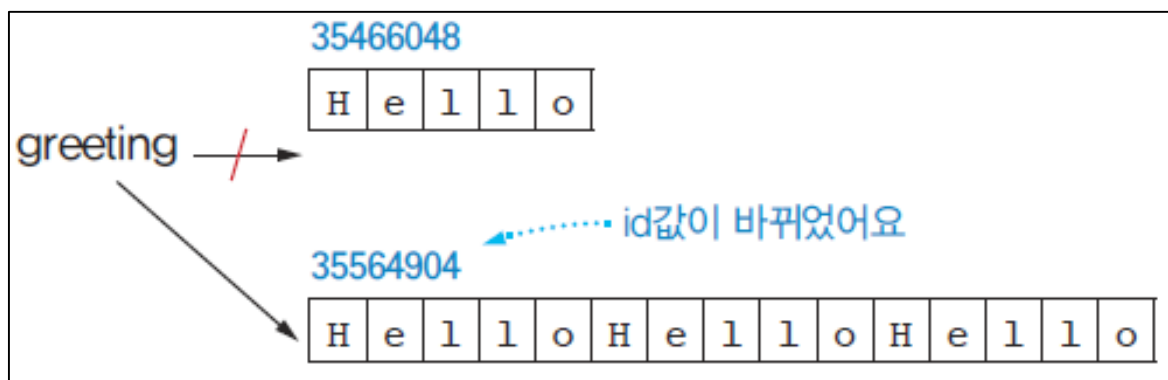 35466048
H e l l o
greeting
id값이 바뀌었어요
35564904
H e l l o H e l l o H e l l o